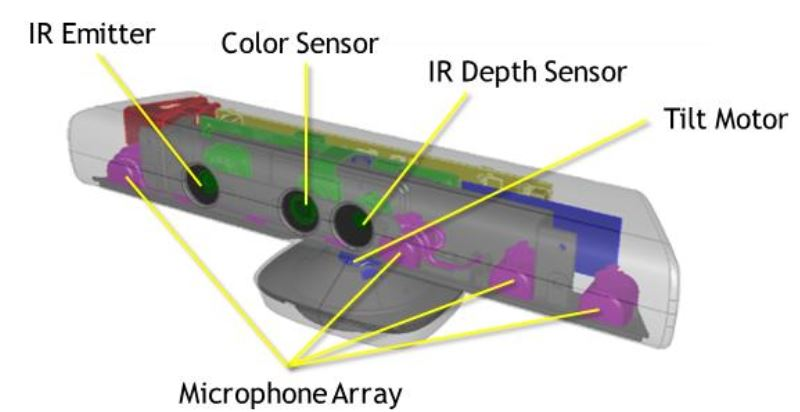 IR Emitter
Color Sensor
IR Depth Sensor
Tilt Motor
Microphone Array